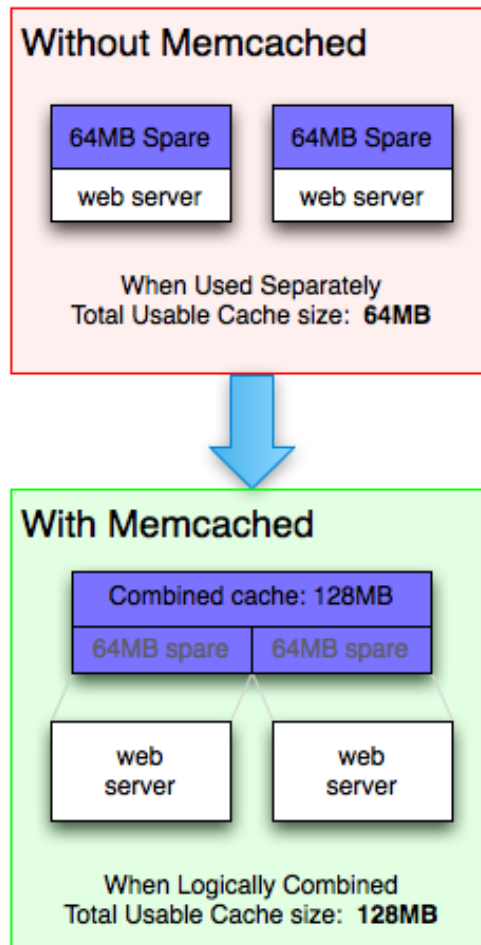 Without Memcached
64MB Spare
web server
64MB Spare
web server
When Used Separately
Total Usable Cache size: 64MB
With Memcached
Combined cache: 128MB
64MB spare
64MB spare
web
server
web
server
When Logically Combined
Total Usable Cache size: 128MB